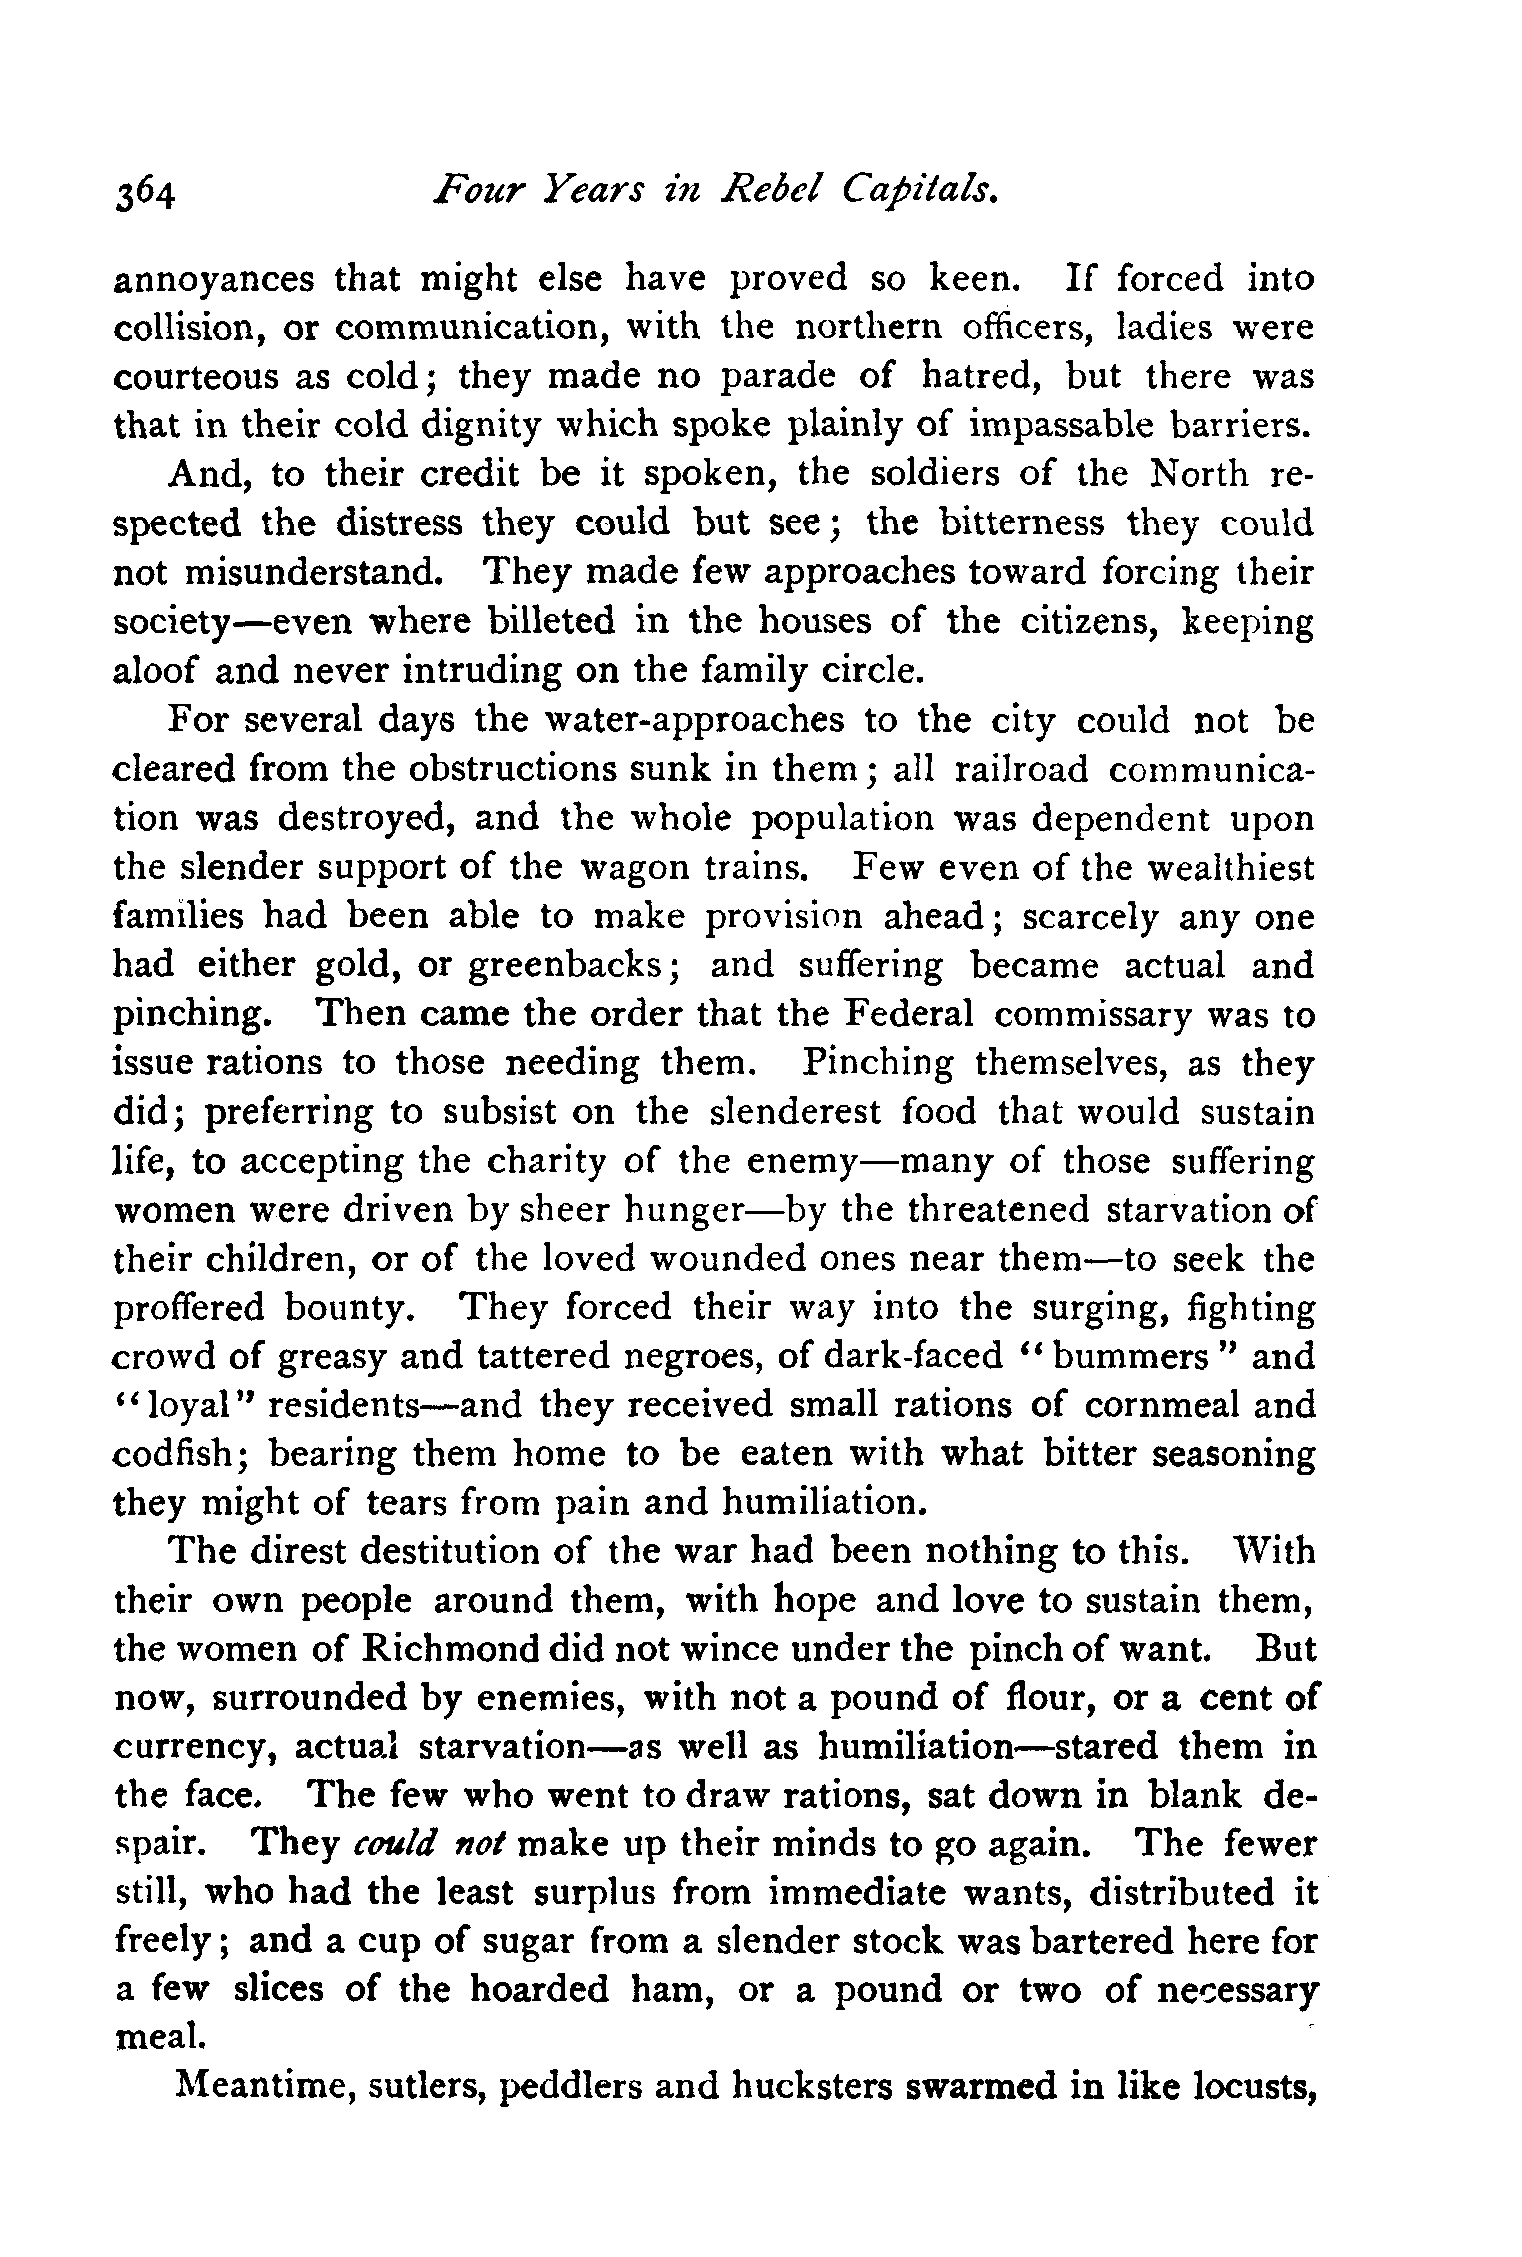 364 Four Years in Rebel Capitals.
annoyances that might else have proved so keen. If forced into
collision, or communication, with the northern officers, ladies were
courteous as cold; they made no parade of hatred, but there was
that in their cold dignity which spoke plainly of impassable barriers.
And, to their credit be it spoken, the soldiers of the North re-
spected the distress they could but see; the bitterness they could
not misunderstand. They made few approaches toward forcing their
society—even where billeted in the houses of the citizens, keeping
aloof and never intruding on the family circle.
For several days the water-approaches to the city could not be
cleared from the obstructions sunk in them; all railroad communica-
tion was destroyed, and the whole population was dependent upon
the slender support of the wagon trains. Few even of the wealthiest
families had been able to make provision ahead; scarcely any one
had either gold, or greenbacks; and suffering became actual and
pinching. Then came the order that the Federal commissary was to
issue rations to those needing them. Pinching themselves, as they
did; preferring to subsist on the slenderest food that would sustain
life, to accepting the charity of the enemy—many of those suffering
women were driven by sheer hunger—by the threatened starvation of
their children, or of the loved wounded ones near them—to seek the
proffered bounty. They forced their way into the surging, fighting
crowd of greasy and tattered negroes, of dark-faced "bummers" and
"loyal" residents—and they received small rations of cornmeal and
codfish; bearing them home to be eaten with what bitter seasoning
they might of tears from pain and humiliation.
The direst destitution of the war had been nothing to this. With
their own people around them, with hope and love to sustain them,
the women of Richmond did not wince under the pinch of want. But
now, surrounded by enemies, with not a pound of flour, or a cent of
currency, actual starvation—as well as humiliation—stared them in
the face. The few who went to draw rations, sat down in blank de-
spair. They could not make up their minds to go again. The fewer
still, who had the least surplus from immediate wants, distributed it
freely; and a cup of sugar from a slender stock was bartered here for
a few slices of the hoarded ham, or a pound or two of necessary
meal.
Meantime, sutlers, peddlers and hucksters swarmed in like locusts,